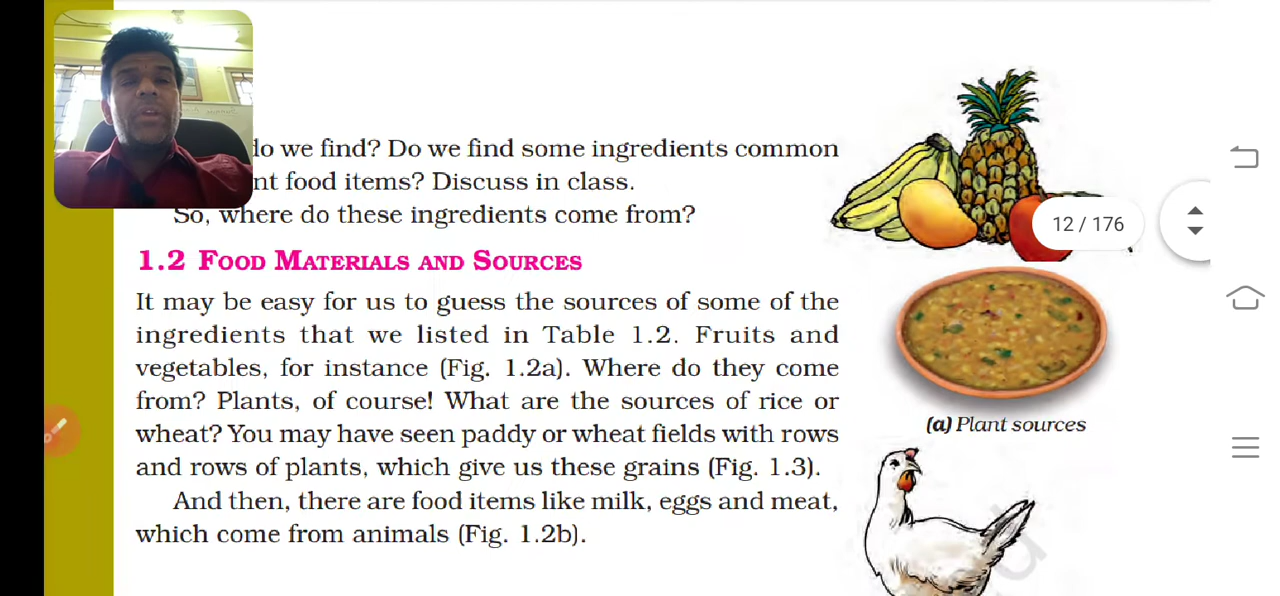 do we find? Do we find some ingredients common
nt food items? Discuss in class.
So, where do these ingredients come from?
12 / 176
1.2 FOOD MATERIALS AND SOURCES
It may be easy for us to guess the sources of some of the
ingredients that we listed in Table 1.2. Fruits and
vegetables, for instance (Fig. 1.2a). Where do they come
from? Plants, of course! What are the sources of rice or
wheat? You may have seen paddy or wheat fields with rows
and rows of plants, which give us these grains (Fig. 1.3).
And then, there are food items like milk, eggs and meat,
which come from animals (Fig. 1.2b).
(a) Plant sources